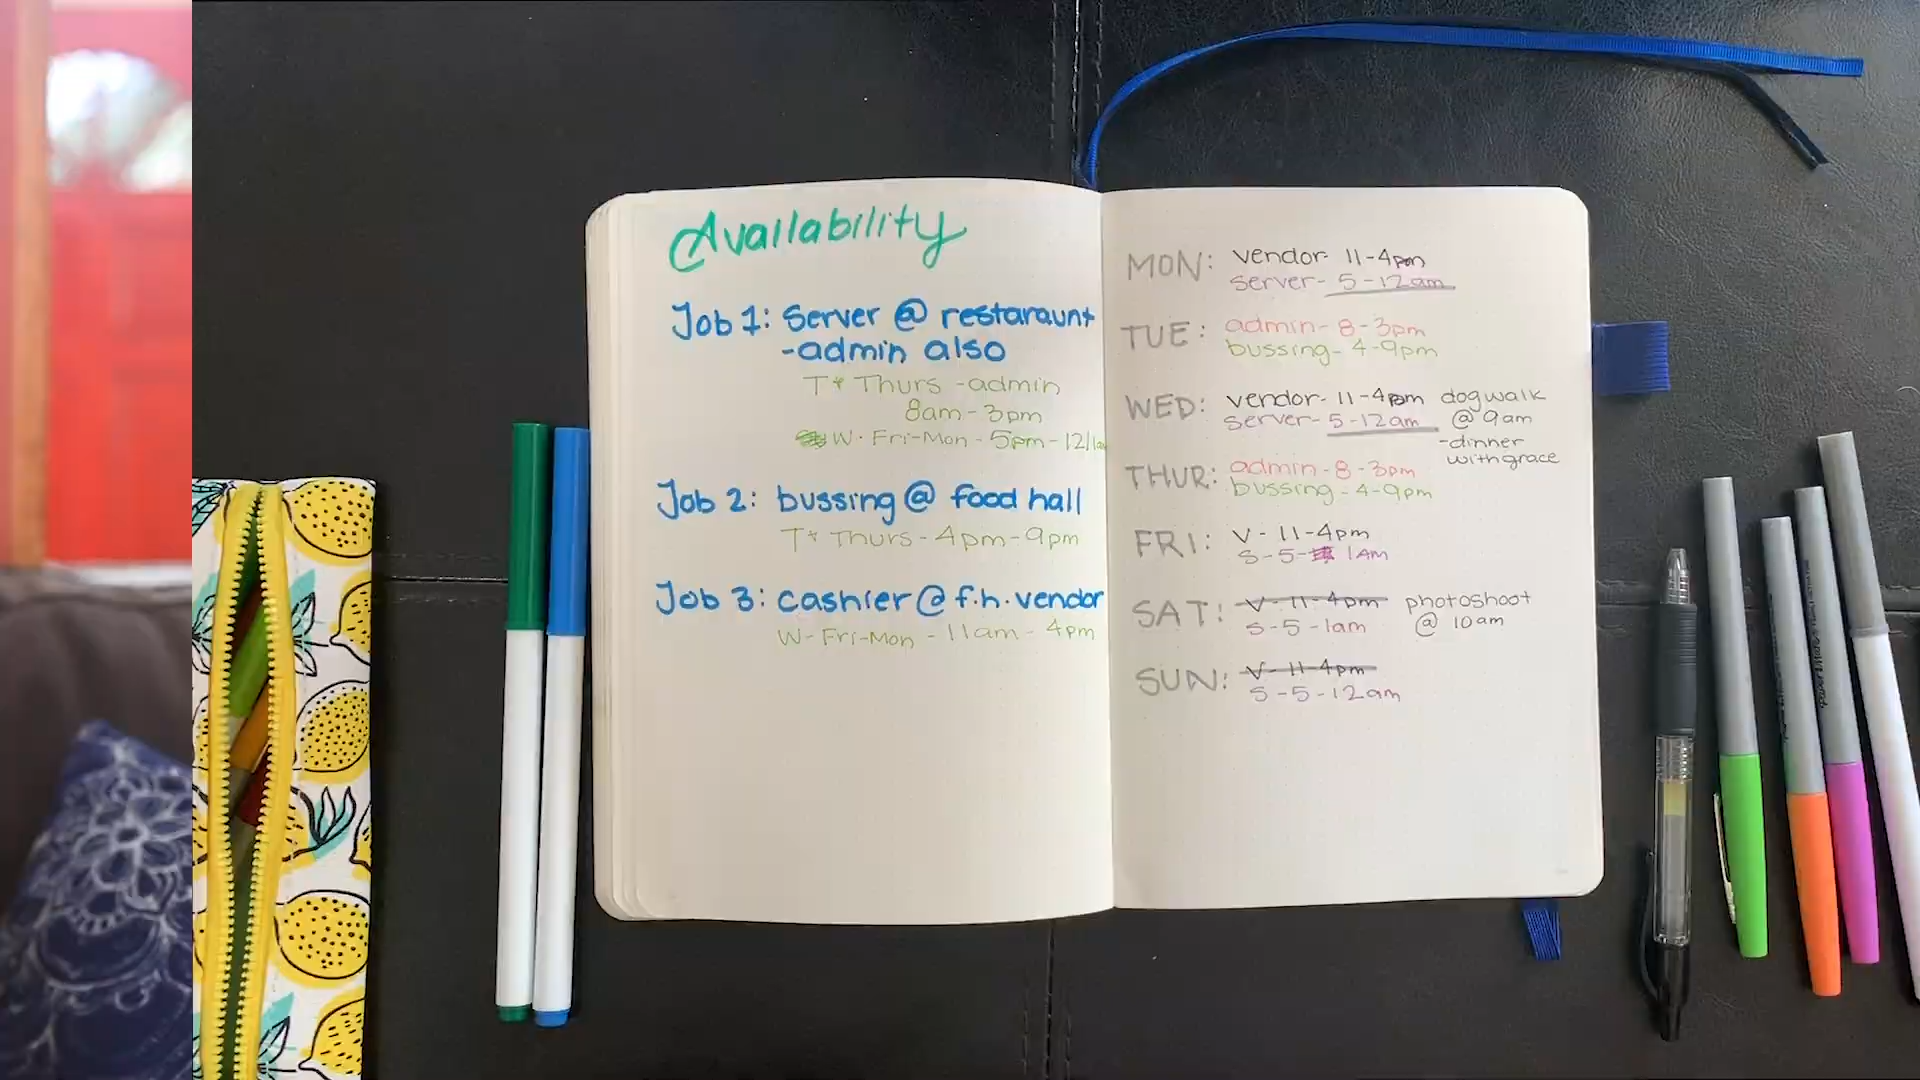 Availability
Job 1: Server @ restaraunt
-admin also
T + Thurs - admin
8am - 3pm
W - Fri-Mon - 5pm - 12/1am
Job 2: bussing @ food hall
T + Thurs - 4pm - 9pm
Job 3: cashier @ f.h. vendor
W - Fri-Mon - 11am - 4pm
MON: vendor- 11-4pm
server- 5-12am
TUE: admin- 8-3pm
bussing- 4-9pm
WED: vendor- 11-4pm
server- 5-12am
dogwalk
@ 9am
-dinner
with grace
THUR: admin-8-3pm
bussing-4-9pm
FRI: V-11-4pm
S-5- 1AM
SAT: V-11-4pm
S-5-1am
photoshoot
@ 10am
SUN: V-11-4pm
S-5-12am